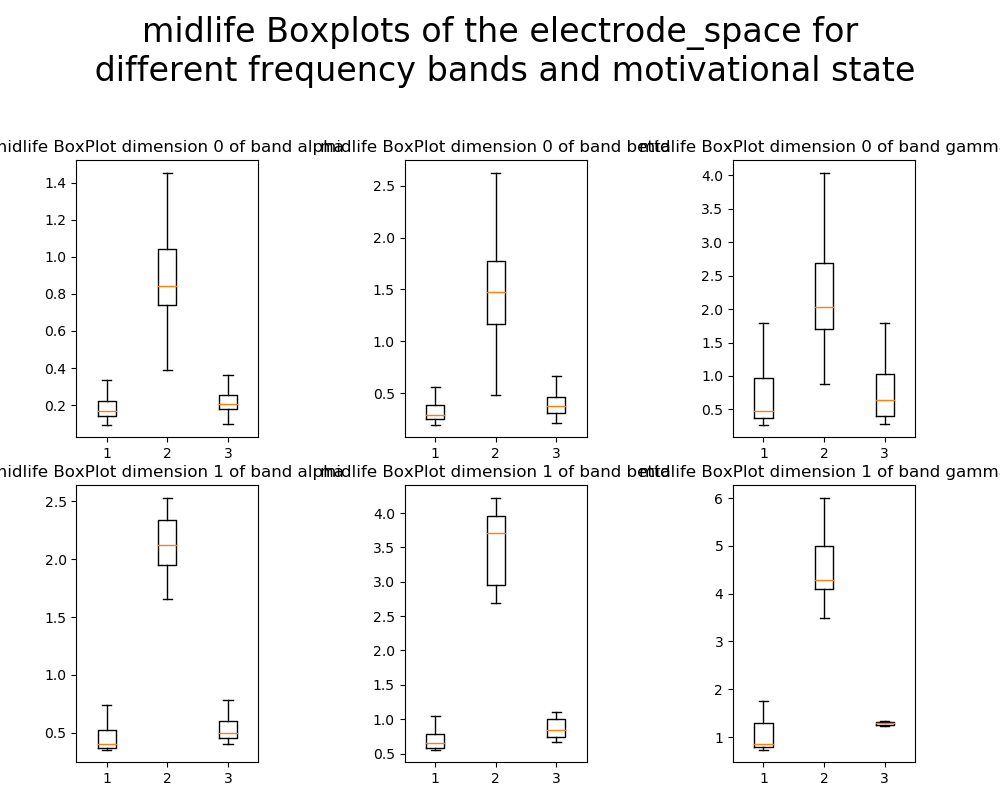 midlife Boxplots of the electrode_space for
different frequency bands and motivational state
midlife BoxPlot dimension 0 of band alpha
midlife BoxPlot dimension 0 of band betta
midlife BoxPlot dimension 0 of band gamma
1.4
1.2
1.0
0.8
0.6
0.4
0.2
1 2 3
2.5
2.0
1.5
1.0
0.5
1 2 3
4.0
3.5
3.0
2.5
2.0
1.5
1.0
0.5
1 2 3
midlife BoxPlot dimension 1 of band alpha
midlife BoxPlot dimension 1 of band betta
midlife BoxPlot dimension 1 of band gamma
2.5
2.0
1.5
1.0
0.5
1 2 3
4.0
3.5
3.0
2.5
2.0
1.5
1.0
0.5
1 2 3
6
5
4
3
2
1
1 2 3